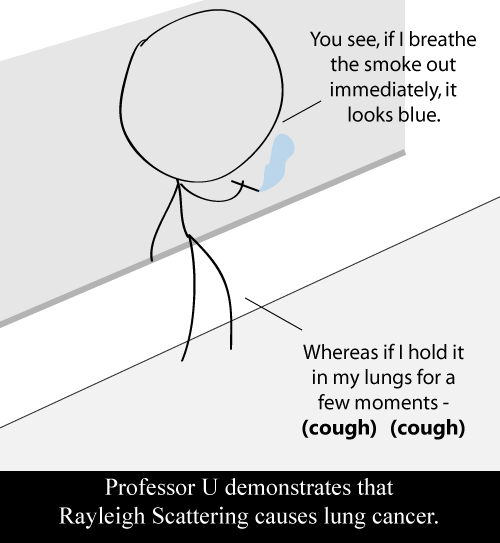 You see, if I breathe
the smoke out
immediately, it
looks blue.
Whereas if I hold it
in my lungs for a
few moments -
(cough) (cough)
Professor U demonstrates that
Rayleigh Scattering causes lung cancer.